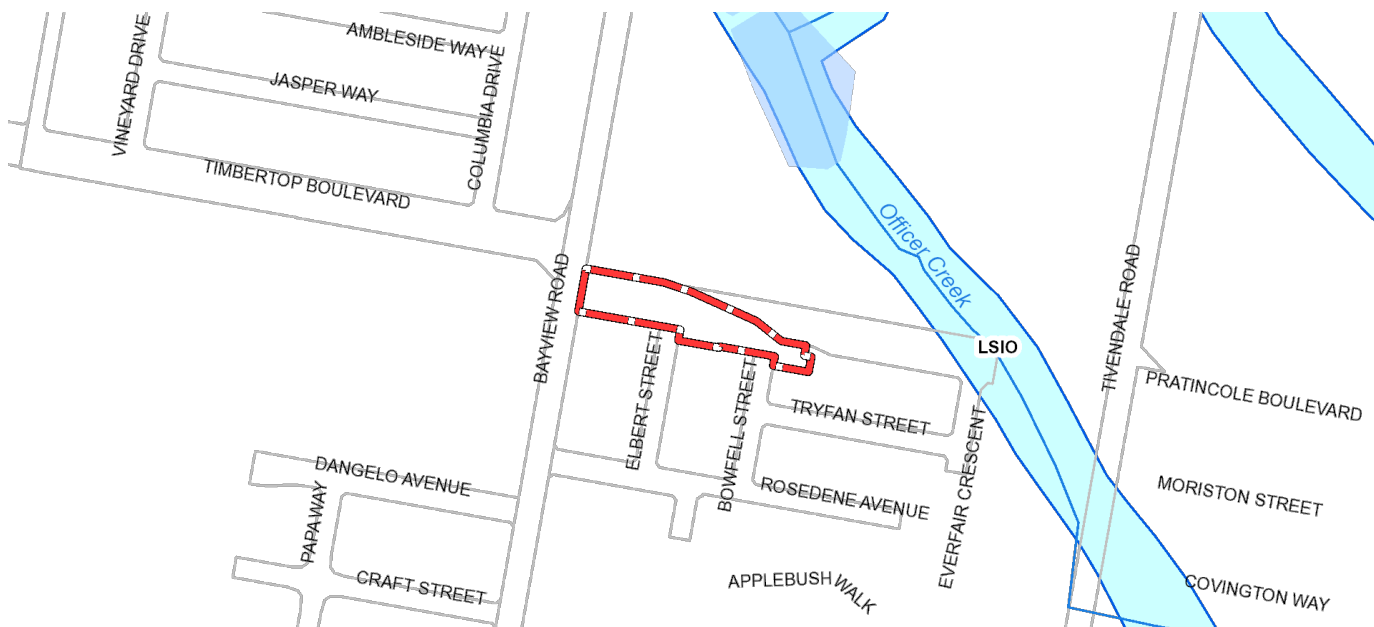 AMBLESIDE WAY
VINEYARD DRIVE
JASPER WAY
COLUMBIA DRIVE
TIMBERTOP BOULEVARD
Officer Creek
BAYVIEW ROAD
TIVENDALE ROAD
LSIO
PRATINCOLE BOULEVARD
ELBERT STREET
BOWFELL STREET
TRYFAN STREET
EVERFAIR CRESCENT
DANGELO AVENUE
ROSEDENE AVENUE
MORISTON STREET
PAPAWAY
CRAFT STREET
APPLEBUSH WALK
COVINGTON WAY